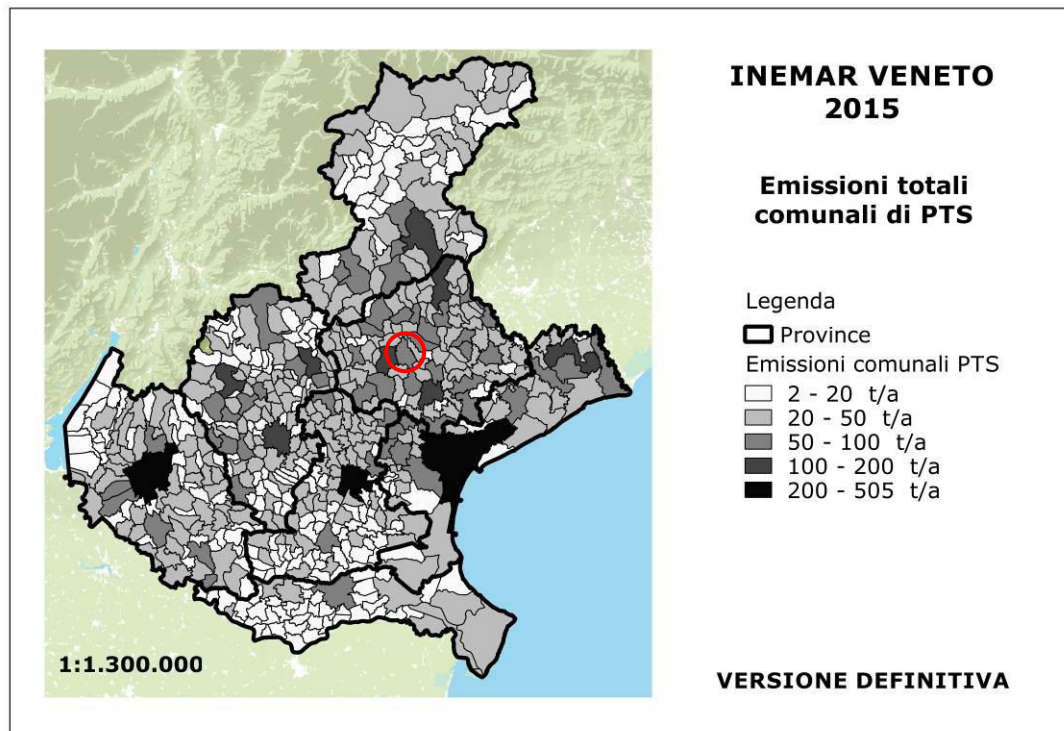 INEMAR VENETO
2015
Emissioni totali
comunali di PTS
Legenda
Province
Emissioni comunali PTS
2 - 20 t/a
20 - 50 t/a
50 - 100 t/a
100 - 200 t/a
200 - 505 t/a
1:1.300.000
VERSIONE DEFINITIVA